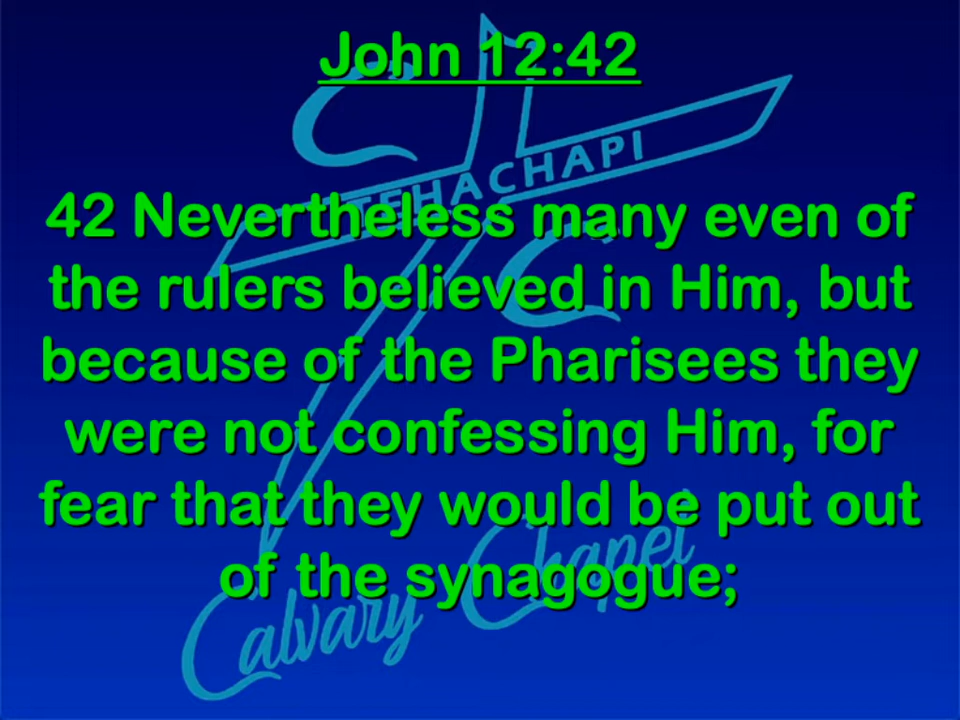 John 12:42
TEHACHAPI
42 Nevertheless many even of
the rulers believed in Him, but
because of the Pharisees they
were not confessing Him, for
fear that they would be put out
of the synagogue;
Calvary Chapel